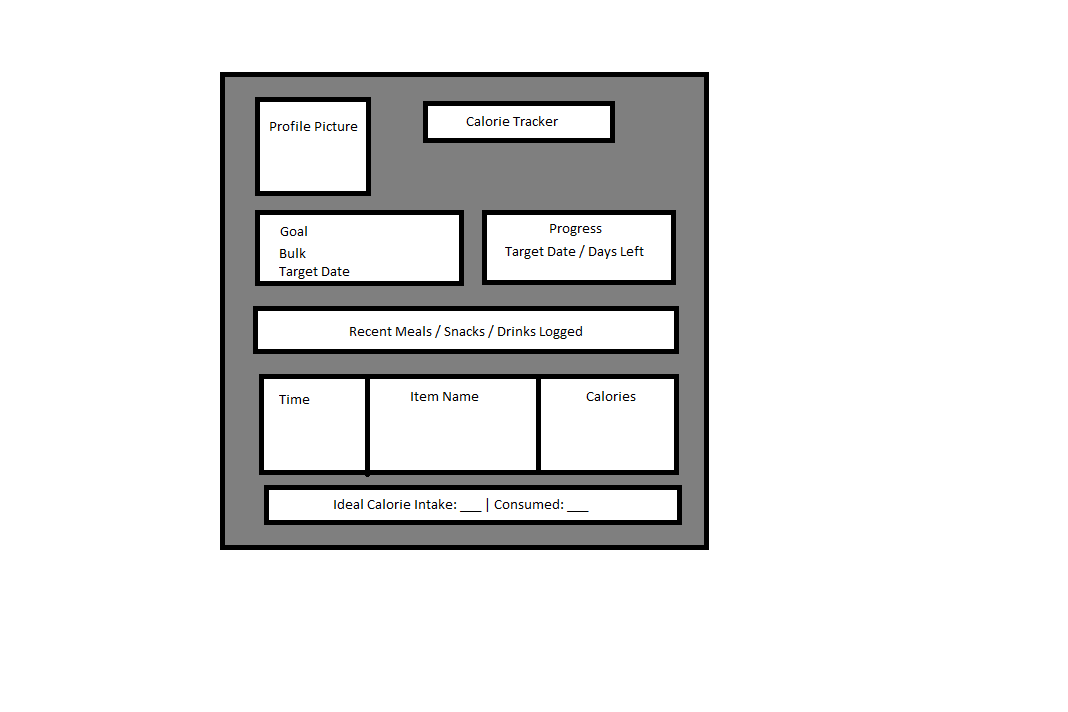 Profile Picture
Calorie Tracker
Goal
Bulk
Target Date
Progress
Target Date / Days Left
Recent Meals / Snacks / Drinks Logged
Time
Item Name
Calories
Ideal Calorie Intake: ___ | Consumed: ___